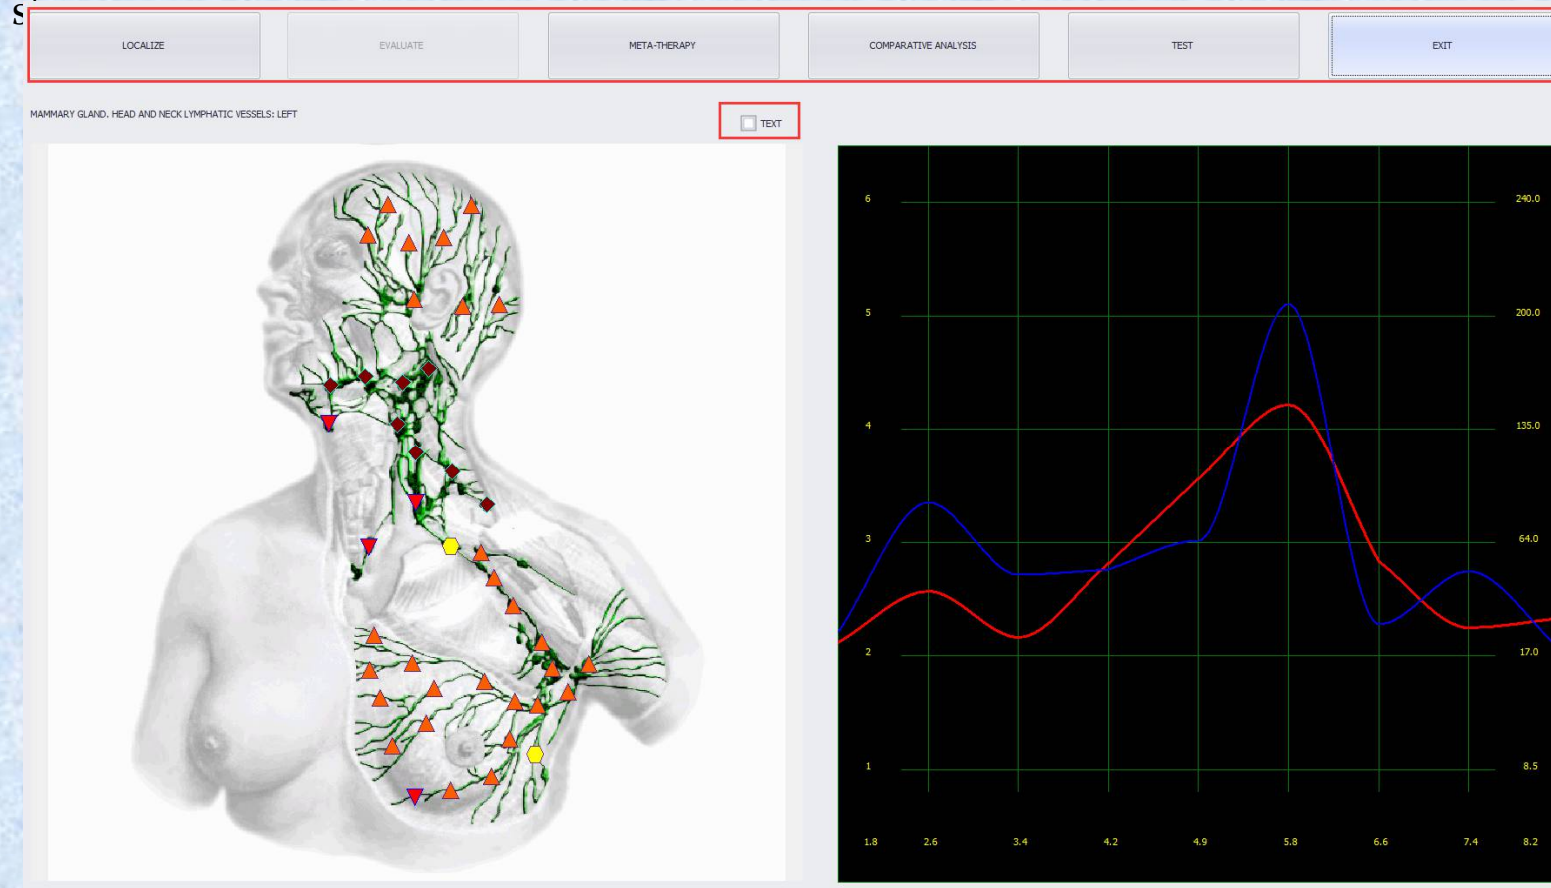 S
LOCALIZE EVALUATE META-THERAPY COMPARATIVE ANALYSIS TEST EXIT
MAMMARY GLAND. HEAD AND NECK LYMPHATIC VESSELS: LEFT
TEXT
6 240.0
5 200.0
4 135.0
3 64.0
2 17.0
1 8.5
1.8 2.6 3.4 4.2 4.9 5.8 6.6 7.4 8.2